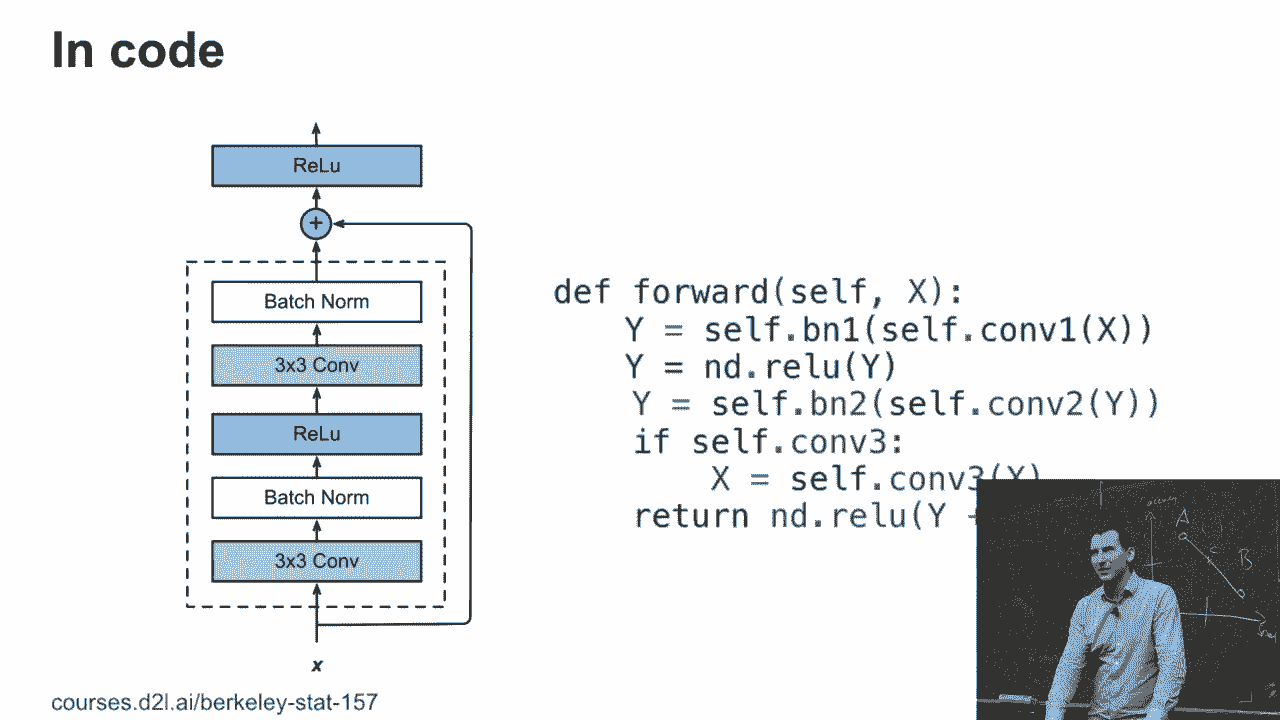 In code
ReLu
+
Batch Norm
3x3 Conv
ReLu
Batch Norm
3x3 Conv
x
def forward(self, X):
Y = self.bn1(self.conv1(X))
Y = nd.relu(Y)
Y = self.bn2(self.conv2(Y))
if self.conv3:
X = self.conv3(X)
return nd.relu(Y +
A
C
B
courses.d2l.ai/berkeley-stat-157